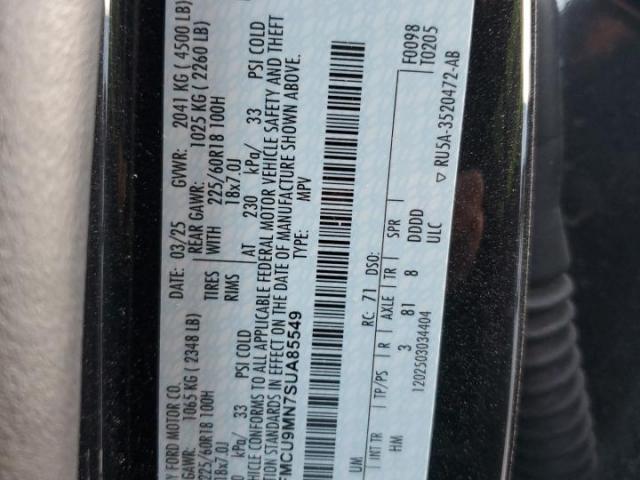 Y FORD MOTOR CO.
03/25 GVWR: 2041 KG ( 4500 LB)
GAWR: 1065 KG ( 2348 LB) REAR GAWR: 1025 KG ( 2260 LB)
225/60R18 100H TIRES WITH 225/60R18 100H
18x7.0J RIMS 18x7.0J
0 kPa/ 33 PSI COLD AT 230 kPa/ 33 PSI COLD
HICLE CONFORMS TO ALL APPLICABLE FEDERAL MOTOR VEHICLE SAFETY AND THEFT
TION STANDARDS IN EFFECT ON THE DATE OF MANUFACTURE SHOWN ABOVE.
FMCU9MN7SUA85549 TYPE: MPV
F0098
T0205
UM RC: 71 DSO:
INT TR TP/PS R AXLE TR SPR
HM 3 81 8 DDDD
1202503034404 ULC
▽ RU5A-3520472-AB